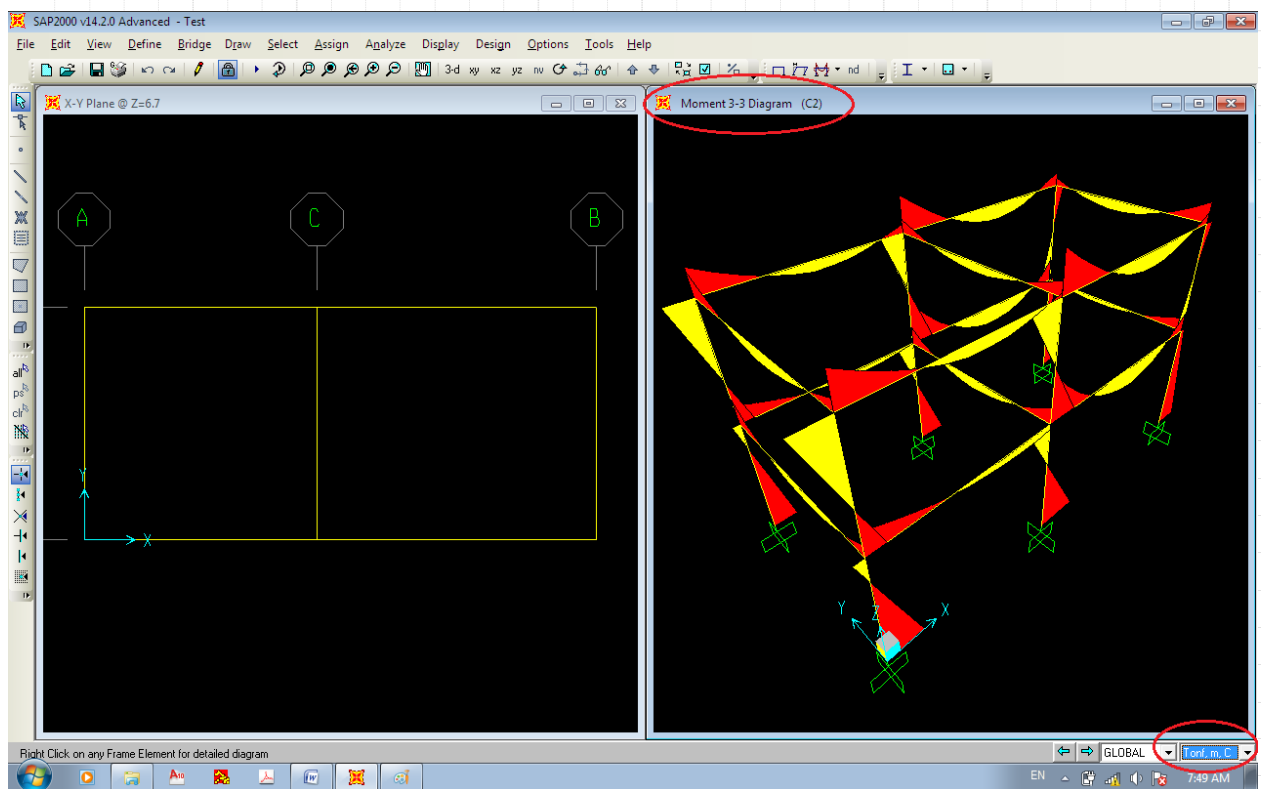 SAP2000 v14.2.0 Advanced - Test
File Edit View Define Bridge Draw Select Assign Analyze Display Design Options Tools Help
3-d xy xz yz nv nd
X-Y Plane @ Z=6.7
Moment 3-3 Diagram (C2)
A C B
Y
X
Y Z X
all
ps
clr
Right Click on any Frame Element for detailed diagram
GLOBAL
Tonf, m, C
EN
7:49 AM